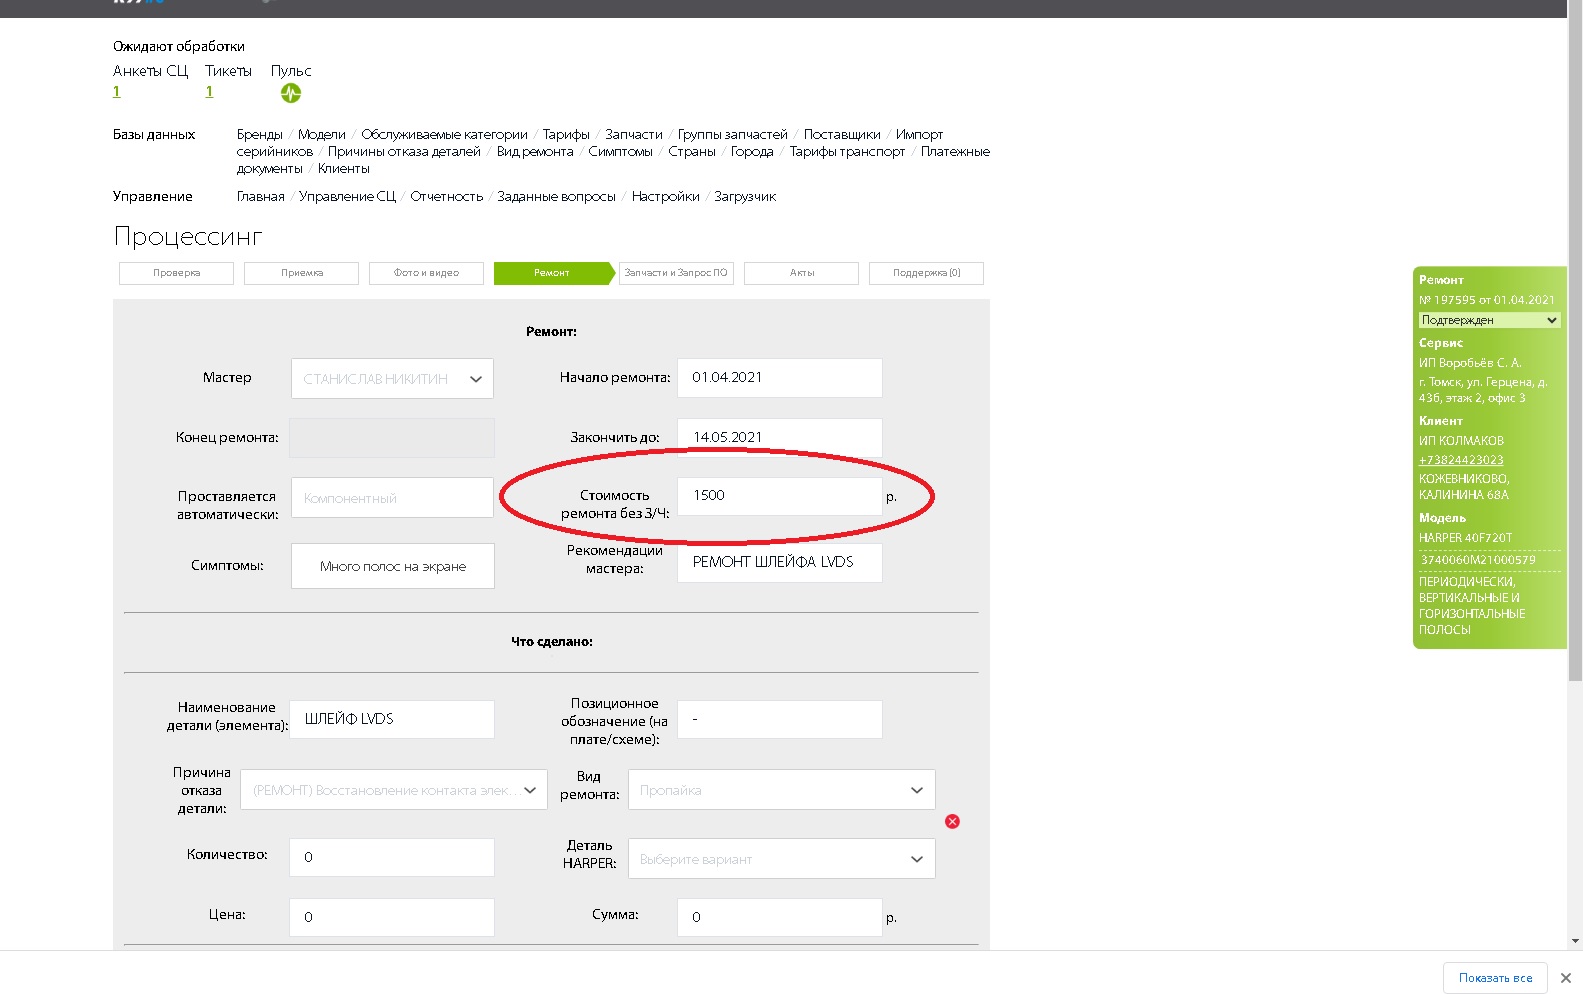 Ожидают обработки
Анкеты СЦ Тикеты Пульс
1 1
Базы данных Бренды / Модели / Обслуживаемые категории / Тарифы / Запчасти / Группы запчастей / Поставщики / Импорт
серийников / Причины отказа деталей / Вид ремонта / Симптомы / Страны / Города / Тарифы транспорт / Платежные
документы / Клиенты
Управление Главная / Управление СЦ / Отчетность / Заданные вопросы / Настройки / Загрузчик
Процессинг
Проверка Приемка Фото и видео Ремонт Запчасти и Запрос ПО Акты Поддержка (0)
Ремонт:
Мастер СТАНИСЛАВ НИКИТИН Начало ремонта: 01.04.2021
Конец ремонта: Закончить до: 14.05.2021
Проставляется
автоматически: Компонентный
Стоимость
ремонта без З/Ч: 1500 р.
Симптомы: Много полос на экране
Рекомендации
мастера: РЕМОНТ ШЛЕЙФА LVDS
Что сделано:
Наименование
детали (элемента): ШЛЕЙФ LVDS
Позиционное
обозначение (на
плате/схеме): -
Причина
отказа
детали: (РЕМОНТ) Восстановление контакта элек...
Вид
ремонта: Пропайка
Количество: 0
Деталь
HARPER: Выберите вариант
Цена: 0 Сумма: 0 р.
Ремонт
№ 197595 от 01.04.2021
Подтвержден
Сервис
ИП Воробьёв С. А.
г. Томск, ул. Герцена, д.
43б, этаж 2, офис 3
Клиент
ИП КОЛМАКОВ
+73824423023
КОЖЕВНИКОВО,
КАЛИНИНА 68А
Модель
HARPER 40F720T
3740060M21000579
ПЕРИОДИЧЕСКИ,
ВЕРТИКАЛЬНЫЕ И
ГОРИЗОНТАЛЬНЫЕ
ПОЛОСЫ
Показать все